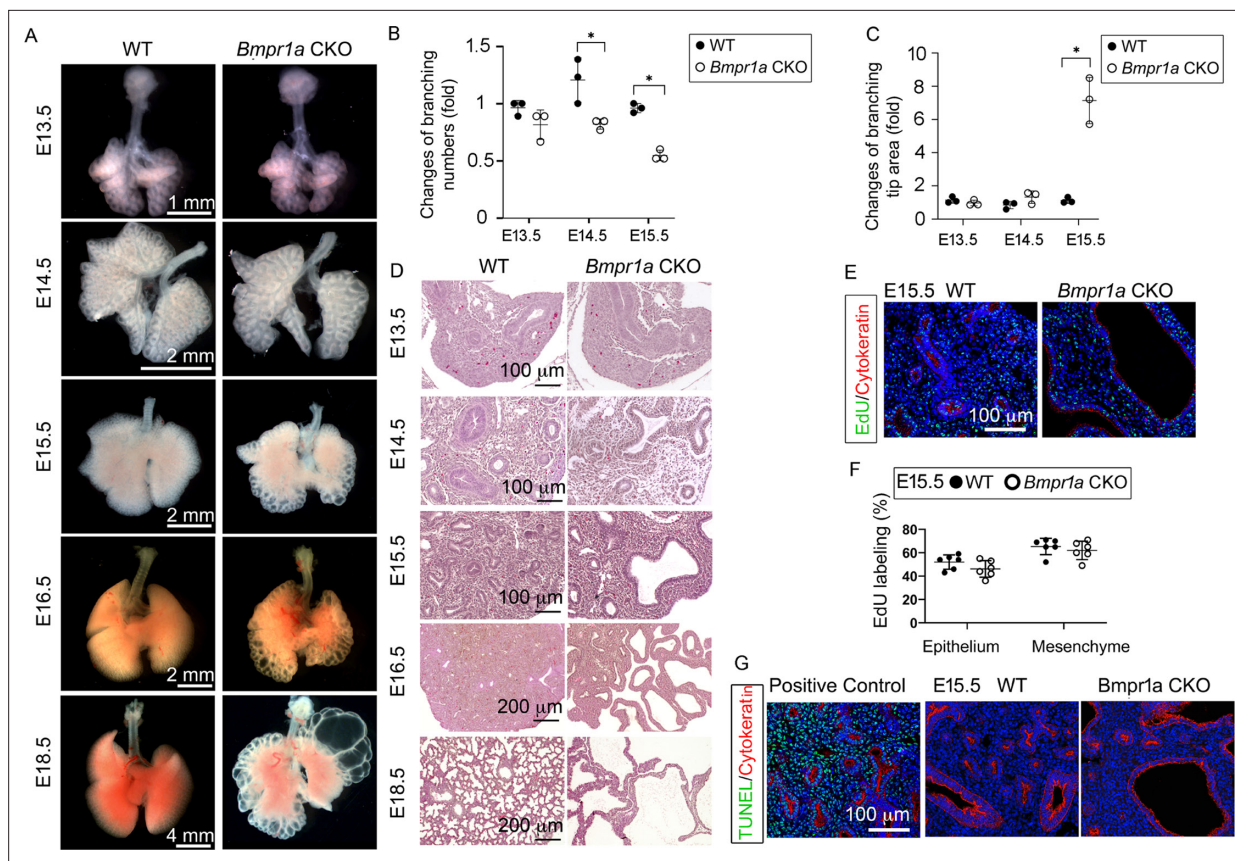 A
WT
Bmpr1a CKO
E13.5
1 mm
E14.5
2 mm
E15.5
2 mm
E16.5
2 mm
E18.5
4 mm
B
Changes of branching
numbers (fold)
1.5
1
0.5
0
*
*
E13.5 E14.5 E15.5
WT
Bmpr1a CKO
C
Changes of branching
tip area (fold)
10
8
6
4
2
0
*
E13.5 E14.5 E15.5
WT
Bmpr1a CKO
D
WT
Bmpr1a CKO
E13.5
100 μm
E14.5
100 μm
E15.5
100 μm
E16.5
200 μm
E18.5
200 μm
E
EdU/Cytokeratin
E15.5 WT
Bmpr1a CKO
100 μm
F
E15.5 WT Bmpr1a CKO
EdU labeling (%)
80
60
40
20
0
Epithelium Mesenchyme
G
TUNEL/Cytokeratin
Positive Control
E15.5 WT
Bmpr1a CKO
100 μm